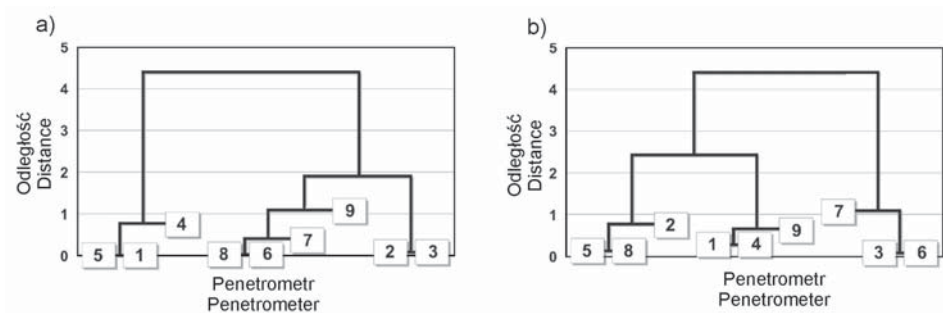 a)
5
4
3
2
1
0
Odległość
Distance
4
9
7
5 1
8 6
2 3
Penetrometr
Penetrometer
b)
5
4
3
2
1
0
Odległość
Distance
2
7
9
1 4
5 8
3 6
Penetrometr
Penetrometer